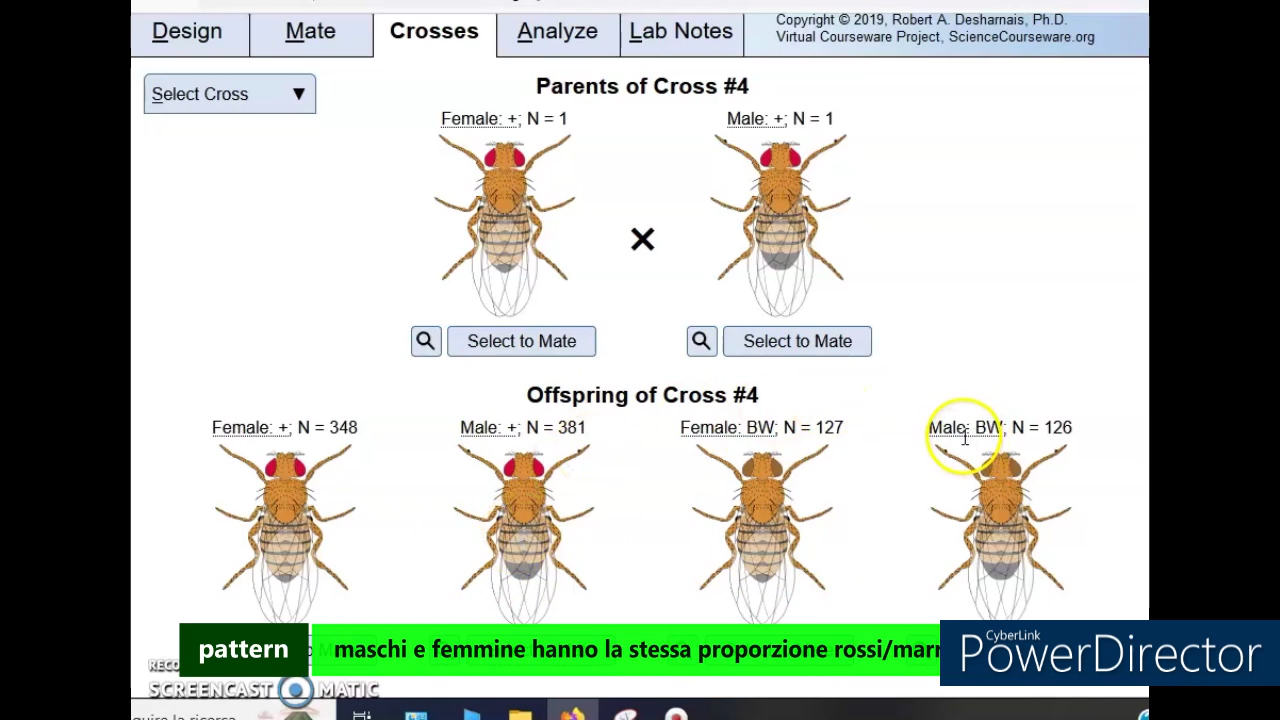 Design
Mate
Crosses
Analyze
Lab Notes
Copyright © 2019, Robert A. Desharnais, Ph.D.
Virtual Courseware Project, ScienceCourseware.org
Select Cross ▼
Parents of Cross #4
Female: +; N = 1
Male: +; N = 1
×
Select to Mate
Select to Mate
Offspring of Cross #4
Female: +; N = 348
Male: +; N = 381
Female: BW; N = 127
Male: BW; N = 126
pattern
maschi e femmine hanno la stessa proporzione rossi/marr
CyberLink
PowerDirector
SCREENCAST MATIC